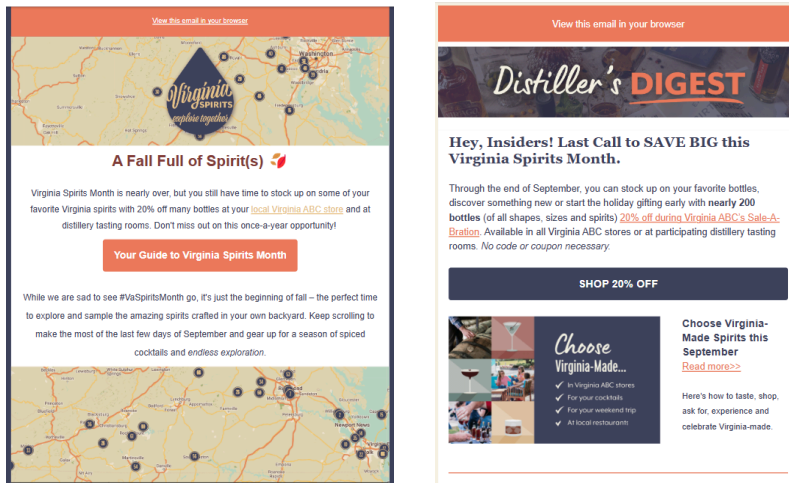 View this email in your browser
Washington
Virginia
SPIRITS
explore together
A Fall Full of Spirit(s)
Virginia Spirits Month is nearly over, but you still have time to stock up on some of your
favorite Virginia spirits with 20% off many bottles at your local Virginia ABC store and at
distillery tasting rooms. Don't miss out on this once-a-year opportunity!
Your Guide to Virginia Spirits Month
While we are sad to see #VaSpiritsMonth go, it's just the beginning of fall – the perfect time
to explore and sample the amazing spirits crafted in your own backyard. Keep scrolling to
make the most of the last few days of September and gear up for a season of spiced
cocktails and endless exploration.
Newport News
View this email in your browser
Distiller's DIGEST
Hey, Insiders! Last Call to SAVE BIG this
Virginia Spirits Month.
Through the end of September, you can stock up on your favorite bottles,
discover something new or start the holiday gifting early with nearly 200
bottles (of all shapes, sizes and spirits) 20% off during Virginia ABC's Sale-A-
Bration. Available in all Virginia ABC stores or at participating distillery tasting
rooms. No code or coupon necessary.
SHOP 20% OFF
Choose
Virginia-Made...
In Virginia ABC stores
For your cocktails
For your weekend trip
At local restaurants
Choose Virginia-
Made Spirits this
September
Read more>>
Here's how to taste, shop,
ask for, experience and
celebrate Virginia-made.